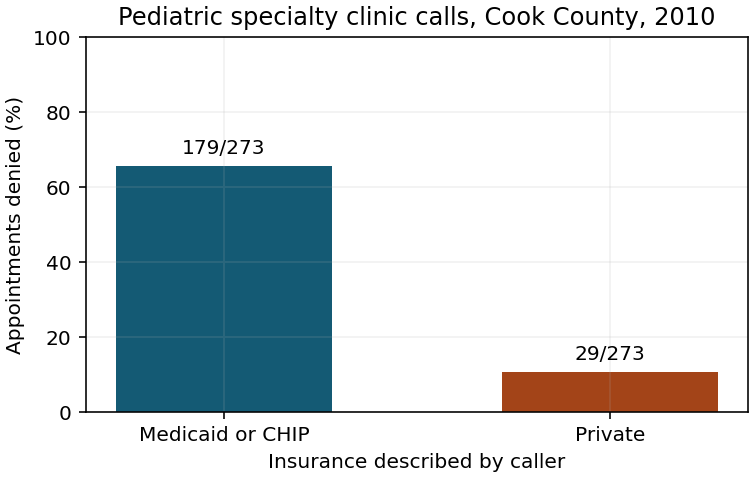 Pediatric specialty clinic calls, Cook County, 2010
Appointments denied (%)
100
80
60
40
20
0
179/273
29/273
Medicaid or CHIP
Private
Insurance described by caller